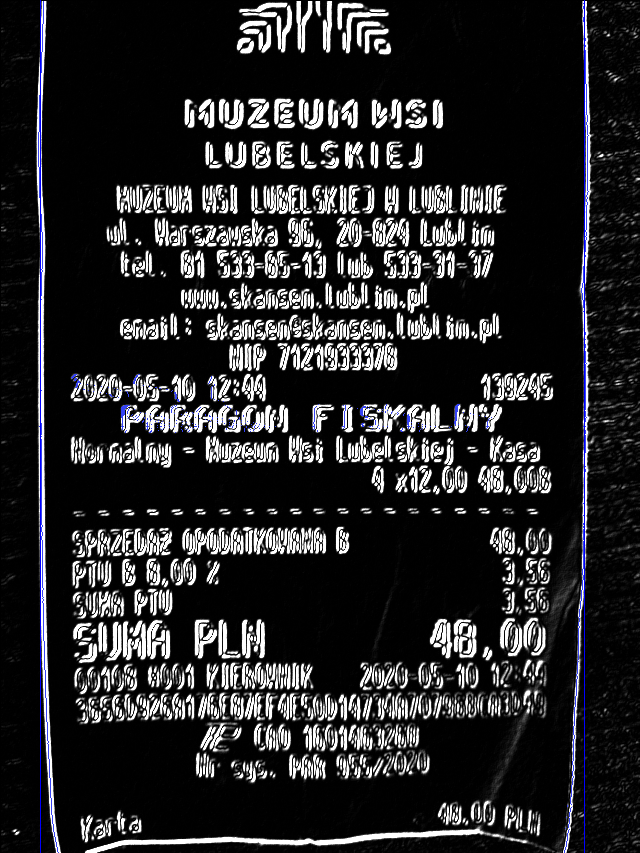 MUZEUM WSI
LUBELSKIEJ
MUZEUM WSI LUBELSKIEJ W LUBLINIE
ul. Warszawska 96, 20-824 Lublin
tel. 81 533-85-13 lub 533-31-37
www.skansen.lublin.pl
email: skansen@skansen.lublin.pl
NIP 7121933378
2020-05-10 12:44 139245
PARAGON FISKALNY
Normalny - Muzeum Wsi Lubelskiej - Kasa
4 x12,00 48,00B
SPRZEDAŻ OPODATKOWANA B 48,00
PTU B 8,00 % 3,56
SUMA PTU 3,56
SUMA PLN 48,00
00108 #001 KIEROWNIK 2020-05-10 12:44
CAO 1601463260
Nr sys. PAR 955/2020
Karta 48,00 PLN